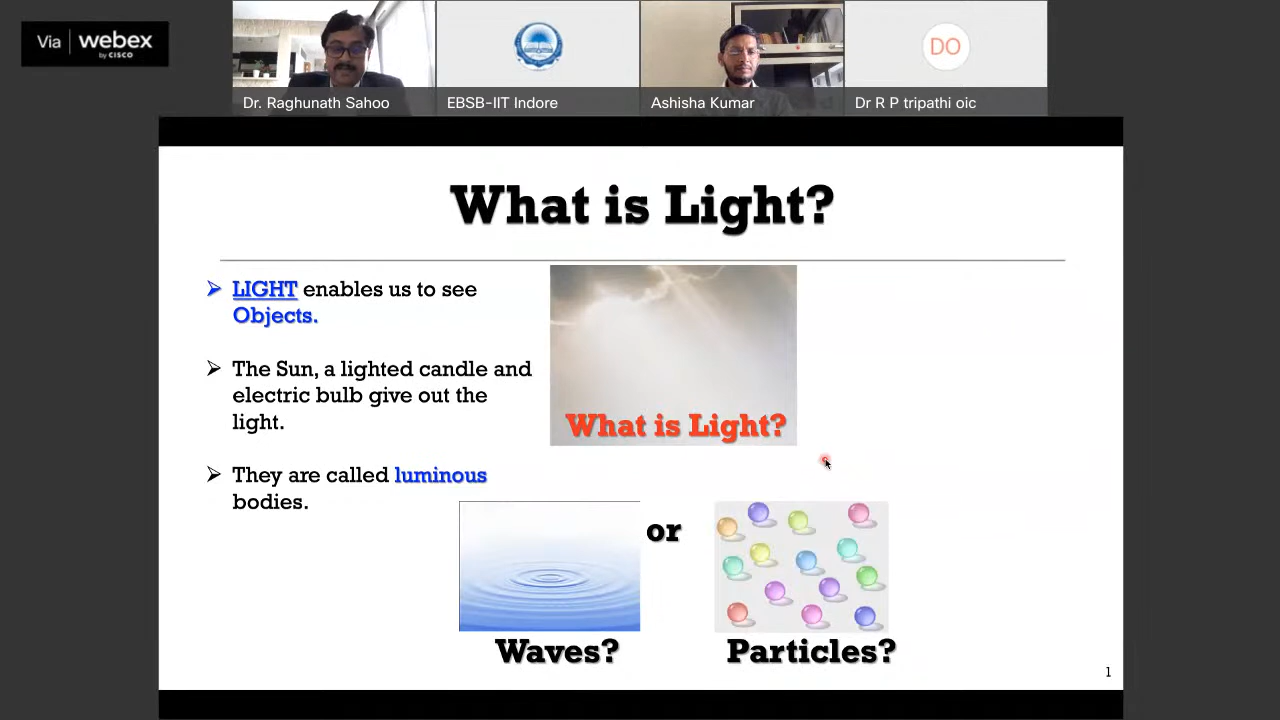 Via webex
by CISCO
DO
Dr. Raghunath Sahoo
EBSB-IIT Indore
Ashisha Kumar
Dr R P tripathi oic
What is Light?
➢ LIGHT enables us to see
Objects.
➢ The Sun, a lighted candle and
electric bulb give out the
light.
➢ They are called luminous
bodies.
What is Light?
or
Waves?
Particles?
1